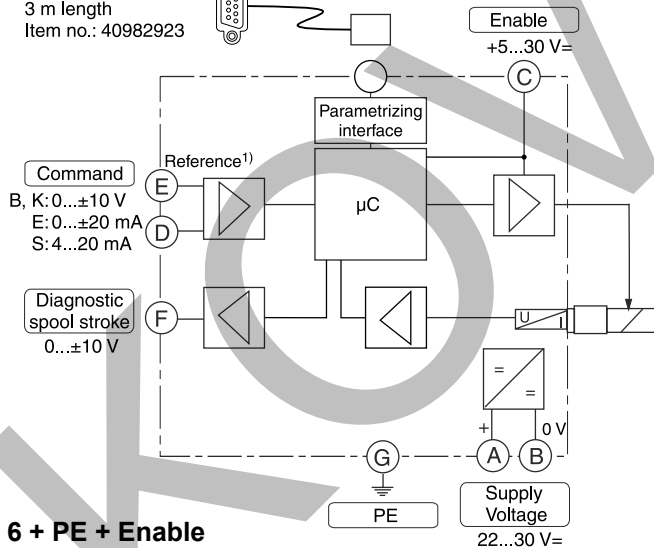 3 m length
Item no.: 40982923
Enable
+5...30 V=
C
Parametrizing
interface
Reference1)
Command
B, K: 0...±10 V
E: 0...±20 mA
S: 4...20 mA
E
D
µC
Diagnostic
spool stroke
0...±10 V
F
U
I
=
=
+
0 V
G
A
B
PE
Supply
Voltage
22...30 V=
6 + PE + Enable